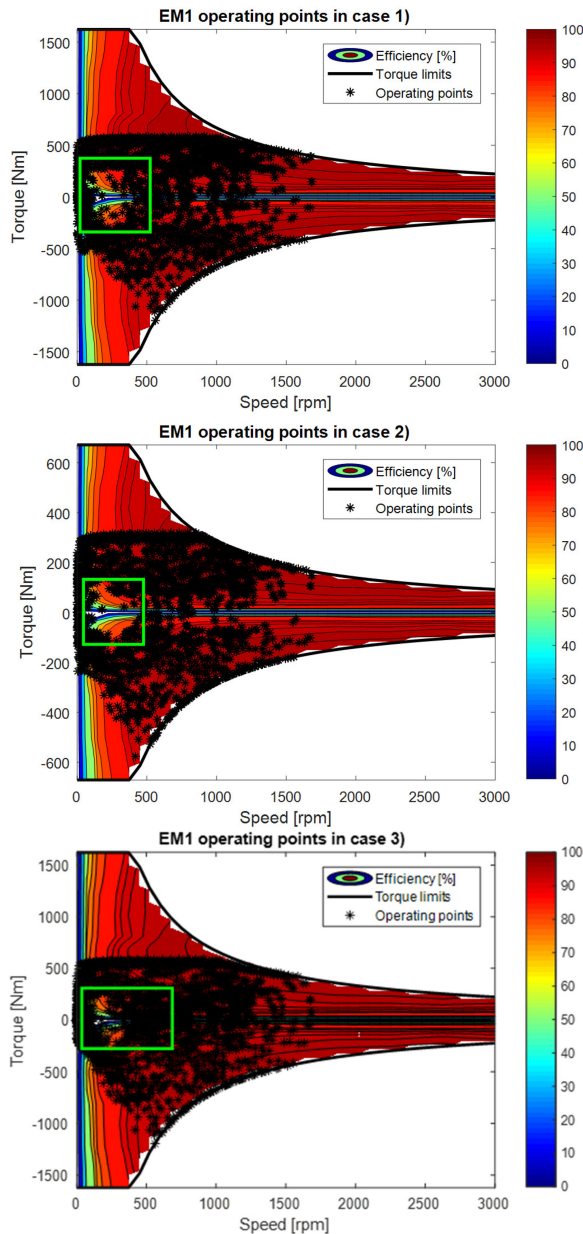 EM1 operating points in case 1)
Efficiency [%]
Torque limits
Operating points
Torque [Nm]
1500
1000
500
0
-500
-1000
-1500
0 500 1000 1500 2000 2500 3000
Speed [rpm]
100
90
80
70
60
50
40
30
20
10
0
EM1 operating points in case 2)
Efficiency [%]
Torque limits
Operating points
Torque [Nm]
600
400
200
0
-200
-400
-600
0 500 1000 1500 2000 2500 3000
Speed [rpm]
100
90
80
70
60
50
40
30
20
10
0
EM1 operating points in case 3)
Efficiency [%]
Torque limits
Operating points
Torque [Nm]
1500
1000
500
0
-500
-1000
-1500
0 500 1000 1500 2000 2500 3000
Speed [rpm]
100
90
80
70
60
50
40
30
20
10
0